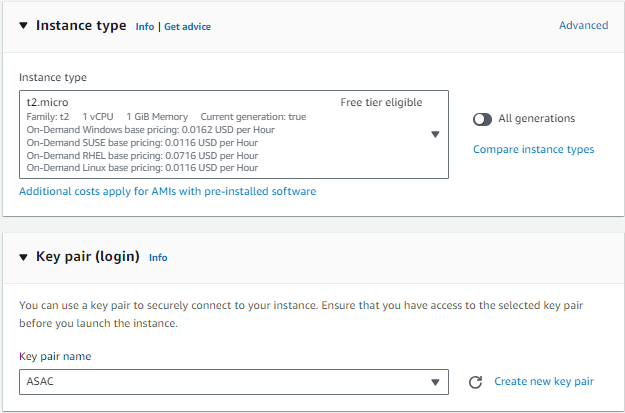 Instance type Info | Get advice Advanced
Instance type
t2.micro Free tier eligible
Family: t2 1 vCPU 1 GiB Memory Current generation: true
On-Demand Windows base pricing: 0.0162 USD per Hour
On-Demand SUSE base pricing: 0.0116 USD per Hour
On-Demand RHEL base pricing: 0.0716 USD per Hour
On-Demand Linux base pricing: 0.0116 USD per Hour
All generations
Compare instance types
Additional costs apply for AMIs with pre-installed software
Key pair (login) Info
You can use a key pair to securely connect to your instance. Ensure that you have access to the selected key pair
before you launch the instance.
Key pair name
ASAC
Create new key pair